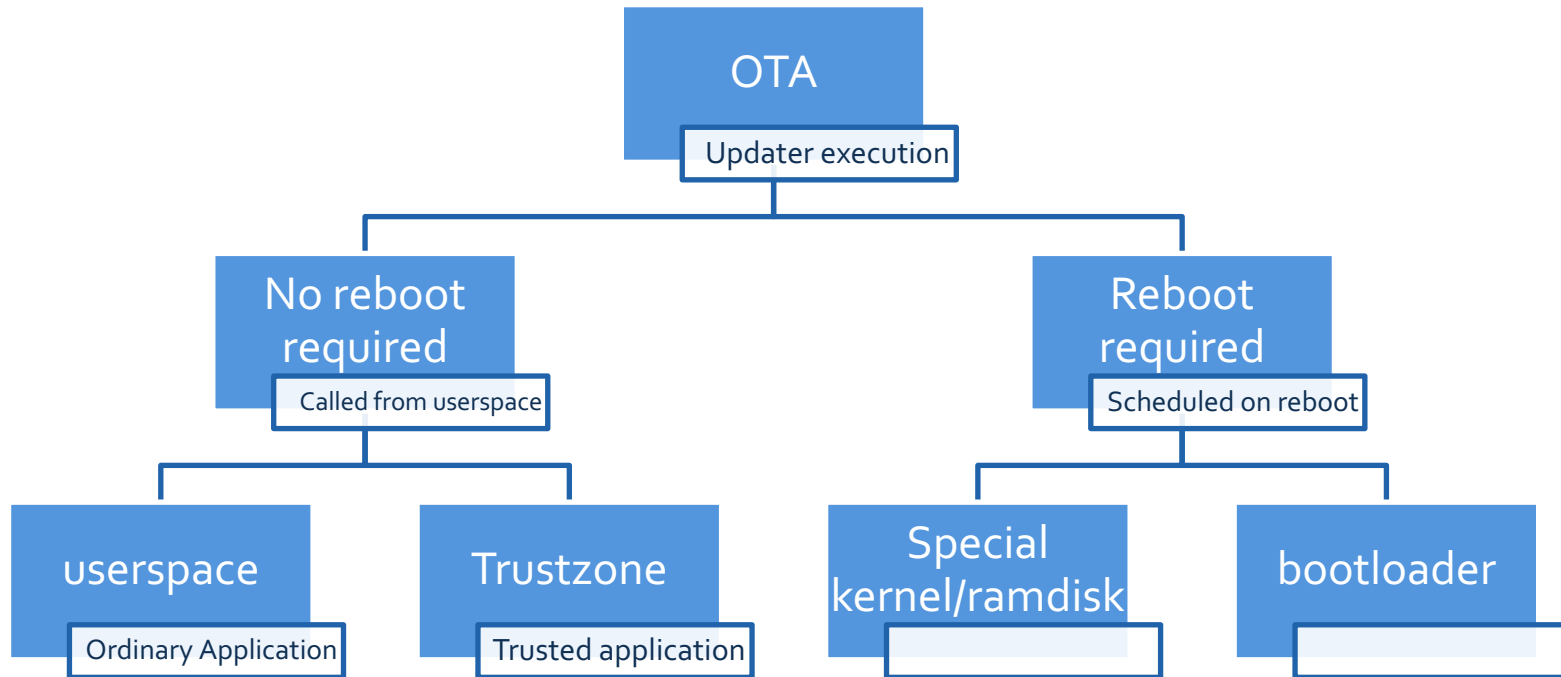 OTA
Updater execution
No reboot
required
Called from userspace
Reboot
required
Scheduled on reboot
userspace
Ordinary Application
Trustzone
Trusted application
Special
kernel/ramdisk
bootloader